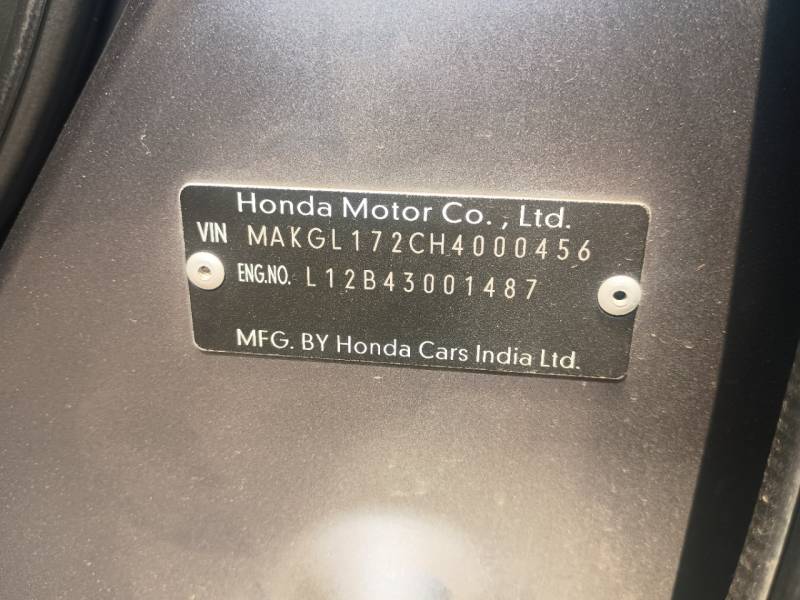 Honda Motor Co., Ltd.
VIN MAKGL172CH4000456
ENG.NO. L12B43001487
MFG. BY Honda Cars India Ltd.